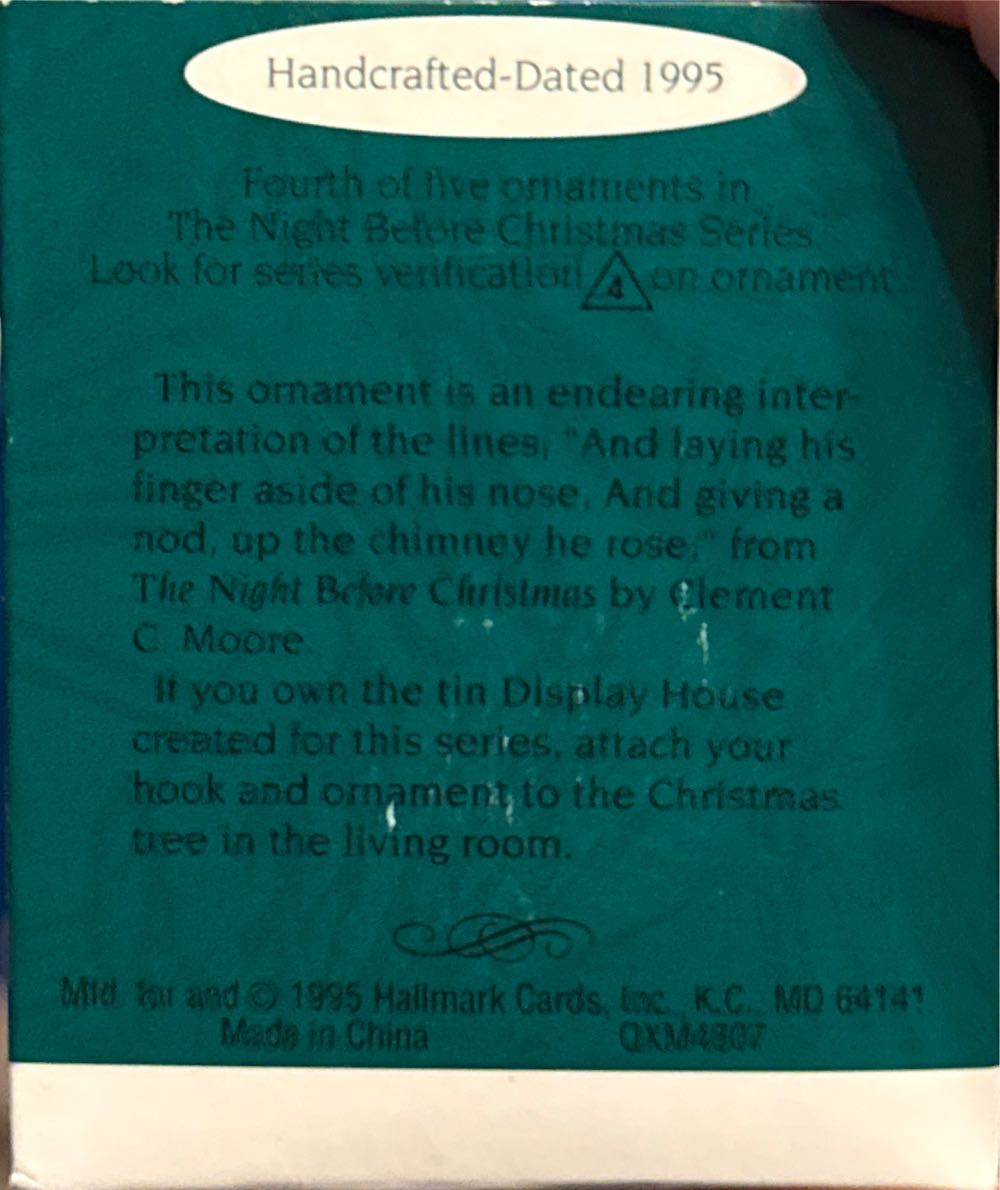 Handcrafted-Dated 1995
Fourth of five ornaments in
The Night Before Christmas Series.
Look for series verification 4 on ornament.
This ornament is an endearing inter-
pretation of the lines, "And laying his
finger aside of his nose, And giving a
nod, up the chimney he rose," from
The Night Before Christmas by Clement
C. Moore.
If you own the tin Display House
created for this series, attach your
hook and ornament to the Christmas
tree in the living room.
Mfd. for and © 1995 Hallmark Cards, Inc., K.C., MO 64141
Made in China QXM4807